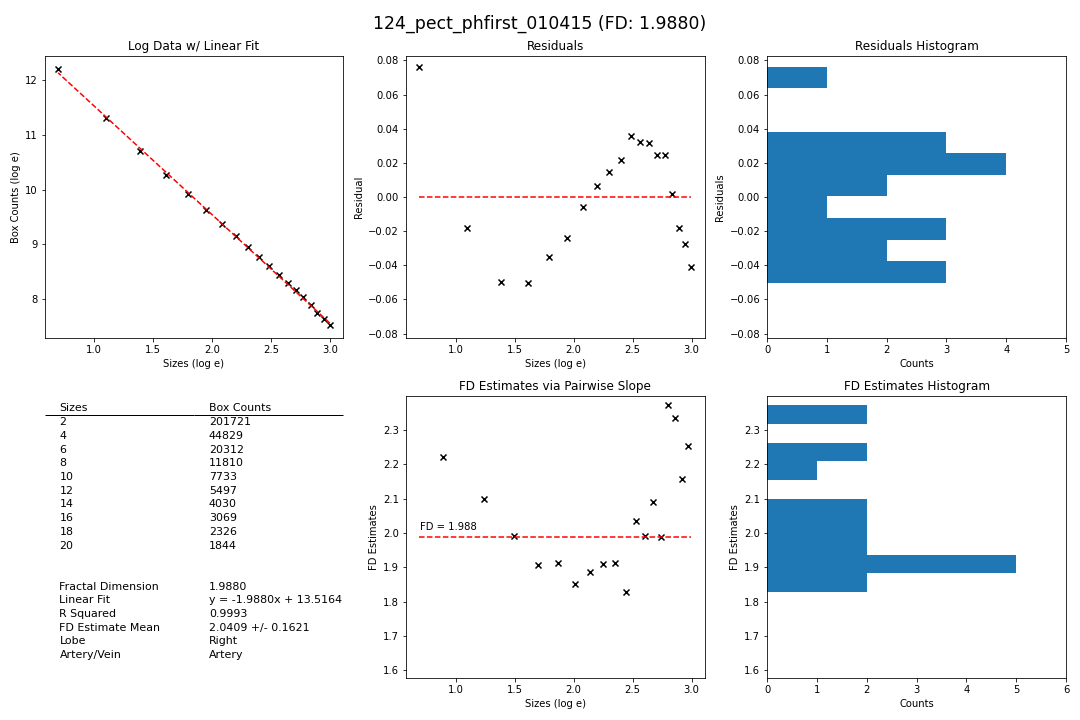 124_pect_phfirst_010415 (FD: 1.9880)
Log Data w/ Linear Fit
Box Counts (log e)
12
11
10
9
8
1.0 1.5 2.0 2.5 3.0
Sizes (log e)
Residuals
Residual
0.08
0.06
0.04
0.02
0.00
−0.02
−0.04
−0.06
−0.08
1.0 1.5 2.0 2.5 3.0
Sizes (log e)
Residuals Histogram
Residuals
0.08
0.06
0.04
0.02
0.00
−0.02
−0.04
−0.06
−0.08
0 1 2 3 4 5
Counts
Sizes Box Counts
2 201721
4 44829
6 20312
8 11810
10 7733
12 5497
14 4030
16 3069
18 2326
20 1844
Fractal Dimension 1.9880
Linear Fit y = -1.9880x + 13.5164
R Squared 0.9993
FD Estimate Mean 2.0409 +/- 0.1621
Lobe Right
Artery/Vein Artery
FD Estimates via Pairwise Slope
FD Estimates
2.3
2.2
2.1
2.0
1.9
1.8
1.7
1.6
FD = 1.988
1.0 1.5 2.0 2.5 3.0
Sizes (log e)
FD Estimates Histogram
FD Estimates
2.3
2.2
2.1
2.0
1.9
1.8
1.7
1.6
0 1 2 3 4 5 6
Counts